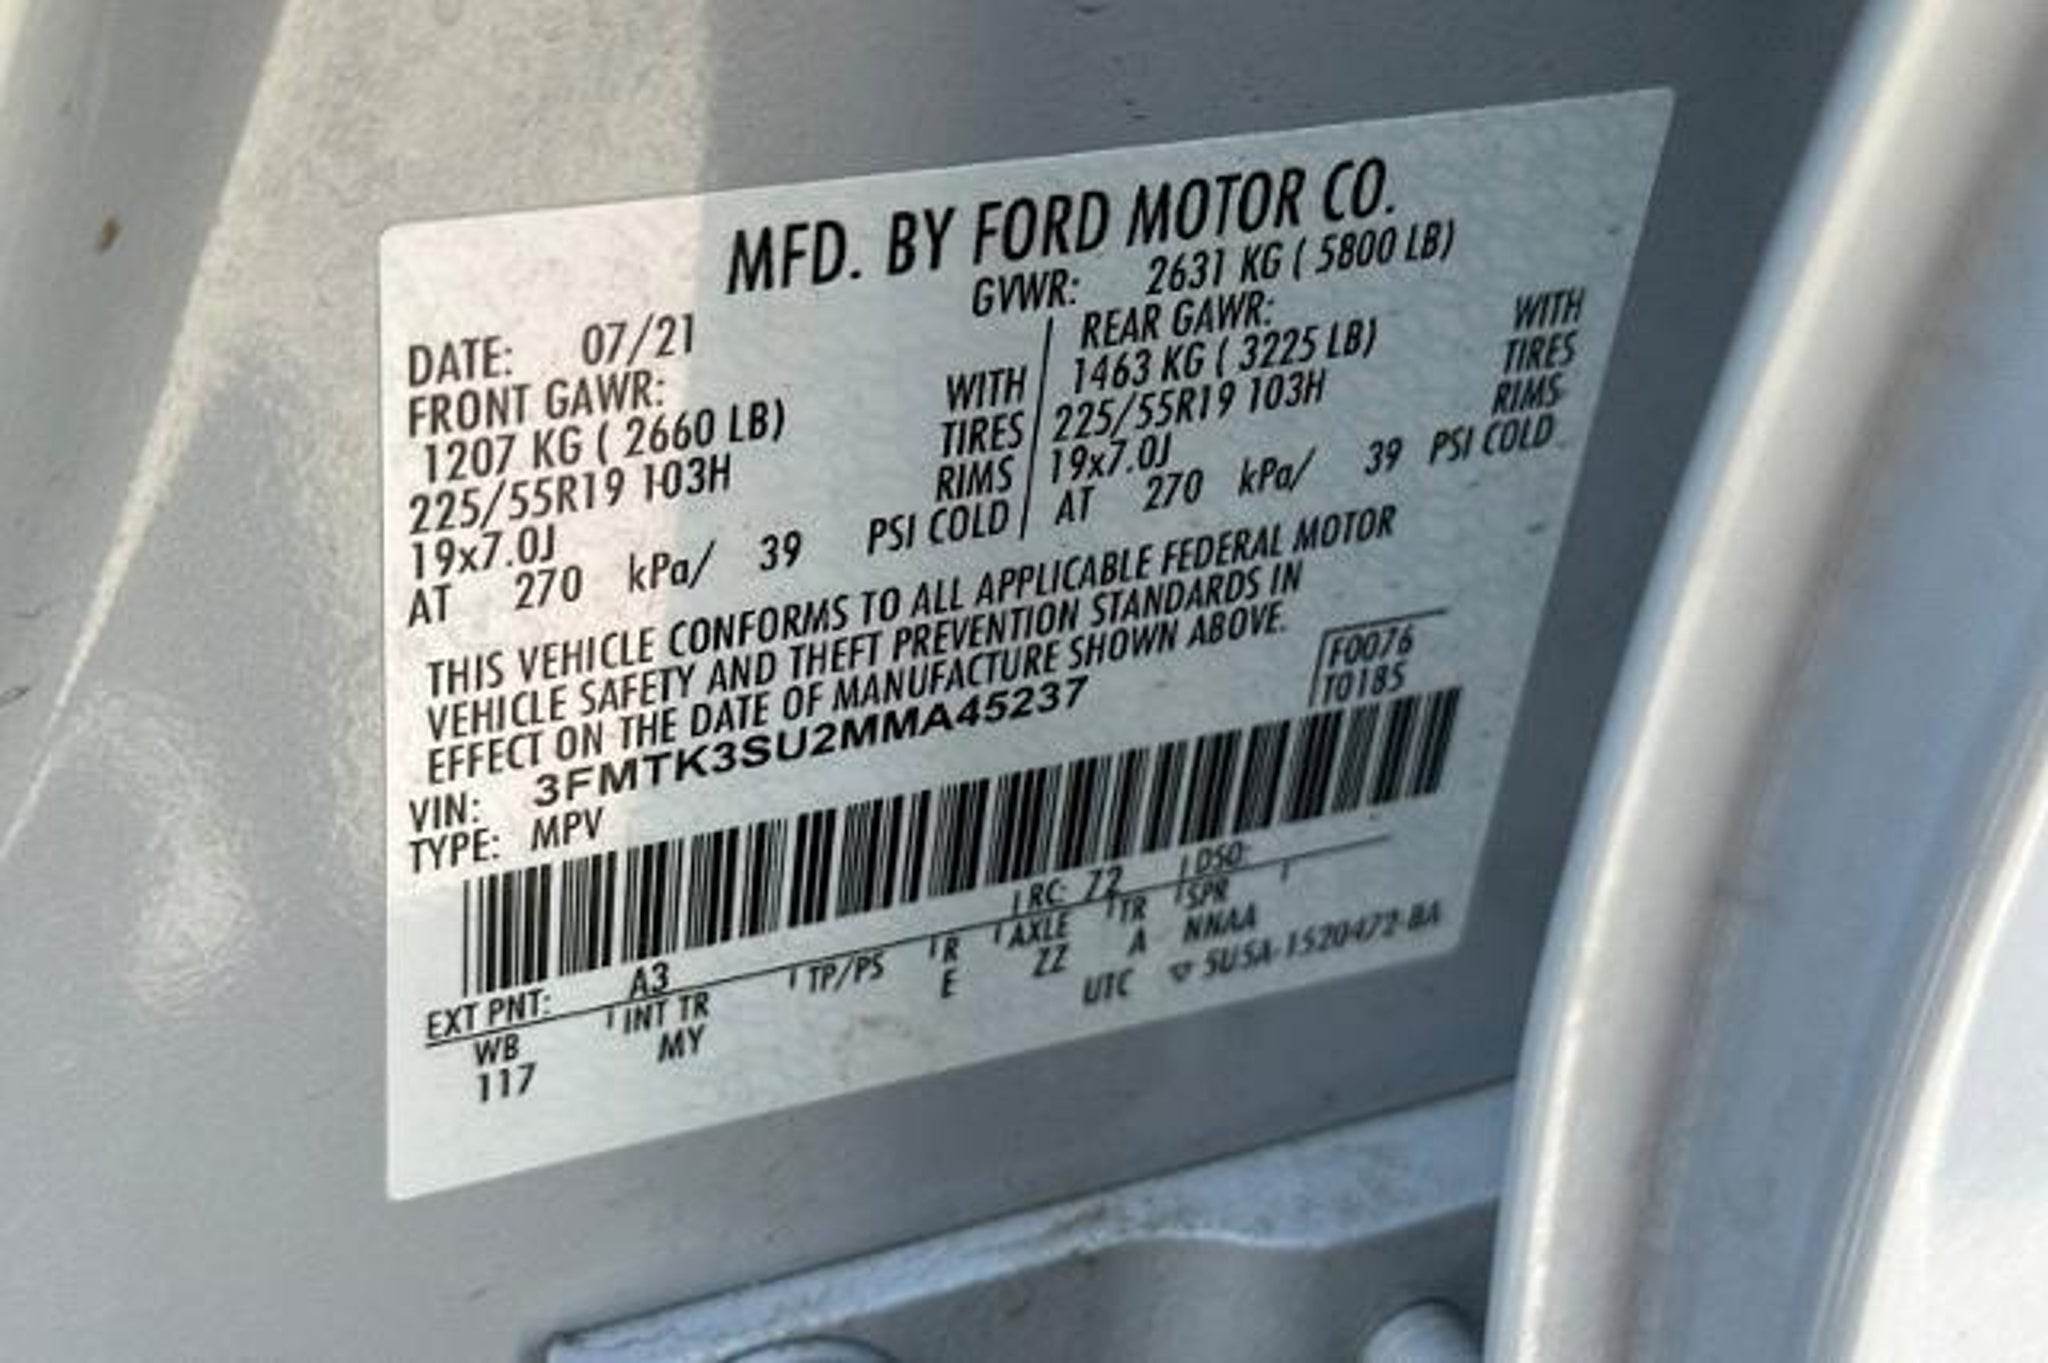 MFD. BY FORD MOTOR CO.
DATE: 07/21 GVWR: 2631 KG ( 5800 LB)
FRONT GAWR: REAR GAWR:
1207 KG ( 2660 LB) WITH 1463 KG ( 3225 LB) WITH
225/55R19 103H TIRES 225/55R19 103H TIRES
19x7.0J RIMS 19x7.0J RIMS
AT 270 kPa/ 39 PSI COLD AT 270 kPa/ 39 PSI COLD
THIS VEHICLE CONFORMS TO ALL APPLICABLE FEDERAL MOTOR
VEHICLE SAFETY AND THEFT PREVENTION STANDARDS IN
EFFECT ON THE DATE OF MANUFACTURE SHOWN ABOVE.
VIN: 3FMTK3SU2MMA45237 F0076
TYPE: MPV T0185
EXT PNT: A3 RC: 72 DSO:
WB INT TR TP/PS R AXLE TR SPR
117 MY E ZZ A NNAA
UTC ▽ SU5A-1520472-BA